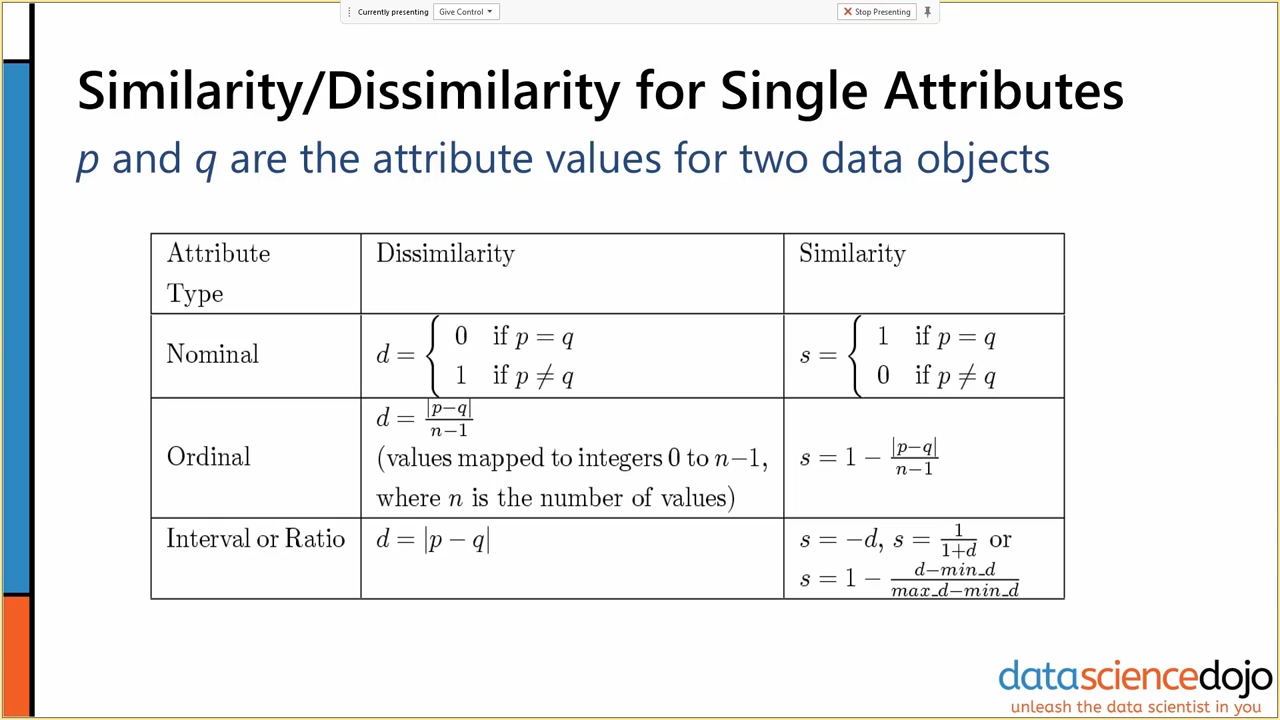 Currently presenting Give Control Stop Presenting
Similarity/Dissimilarity for Single Attributes
p and q are the attribute values for two data objects
Attribute Type Dissimilarity Similarity
Nominal d = { 0 if p = q 1 if p ≠ q s = { 1 if p = q 0 if p ≠ q
Ordinal d = |p−q| / n−1 (values mapped to integers 0 to n−1, where n is the number of values) s = 1 − |p−q| / n−1
Interval or Ratio d = |p − q| s = −d, s = 1 / 1+d or s = 1 − d−min_d / max_d−min_d
datasciencedojo
unleash the data scientist in you